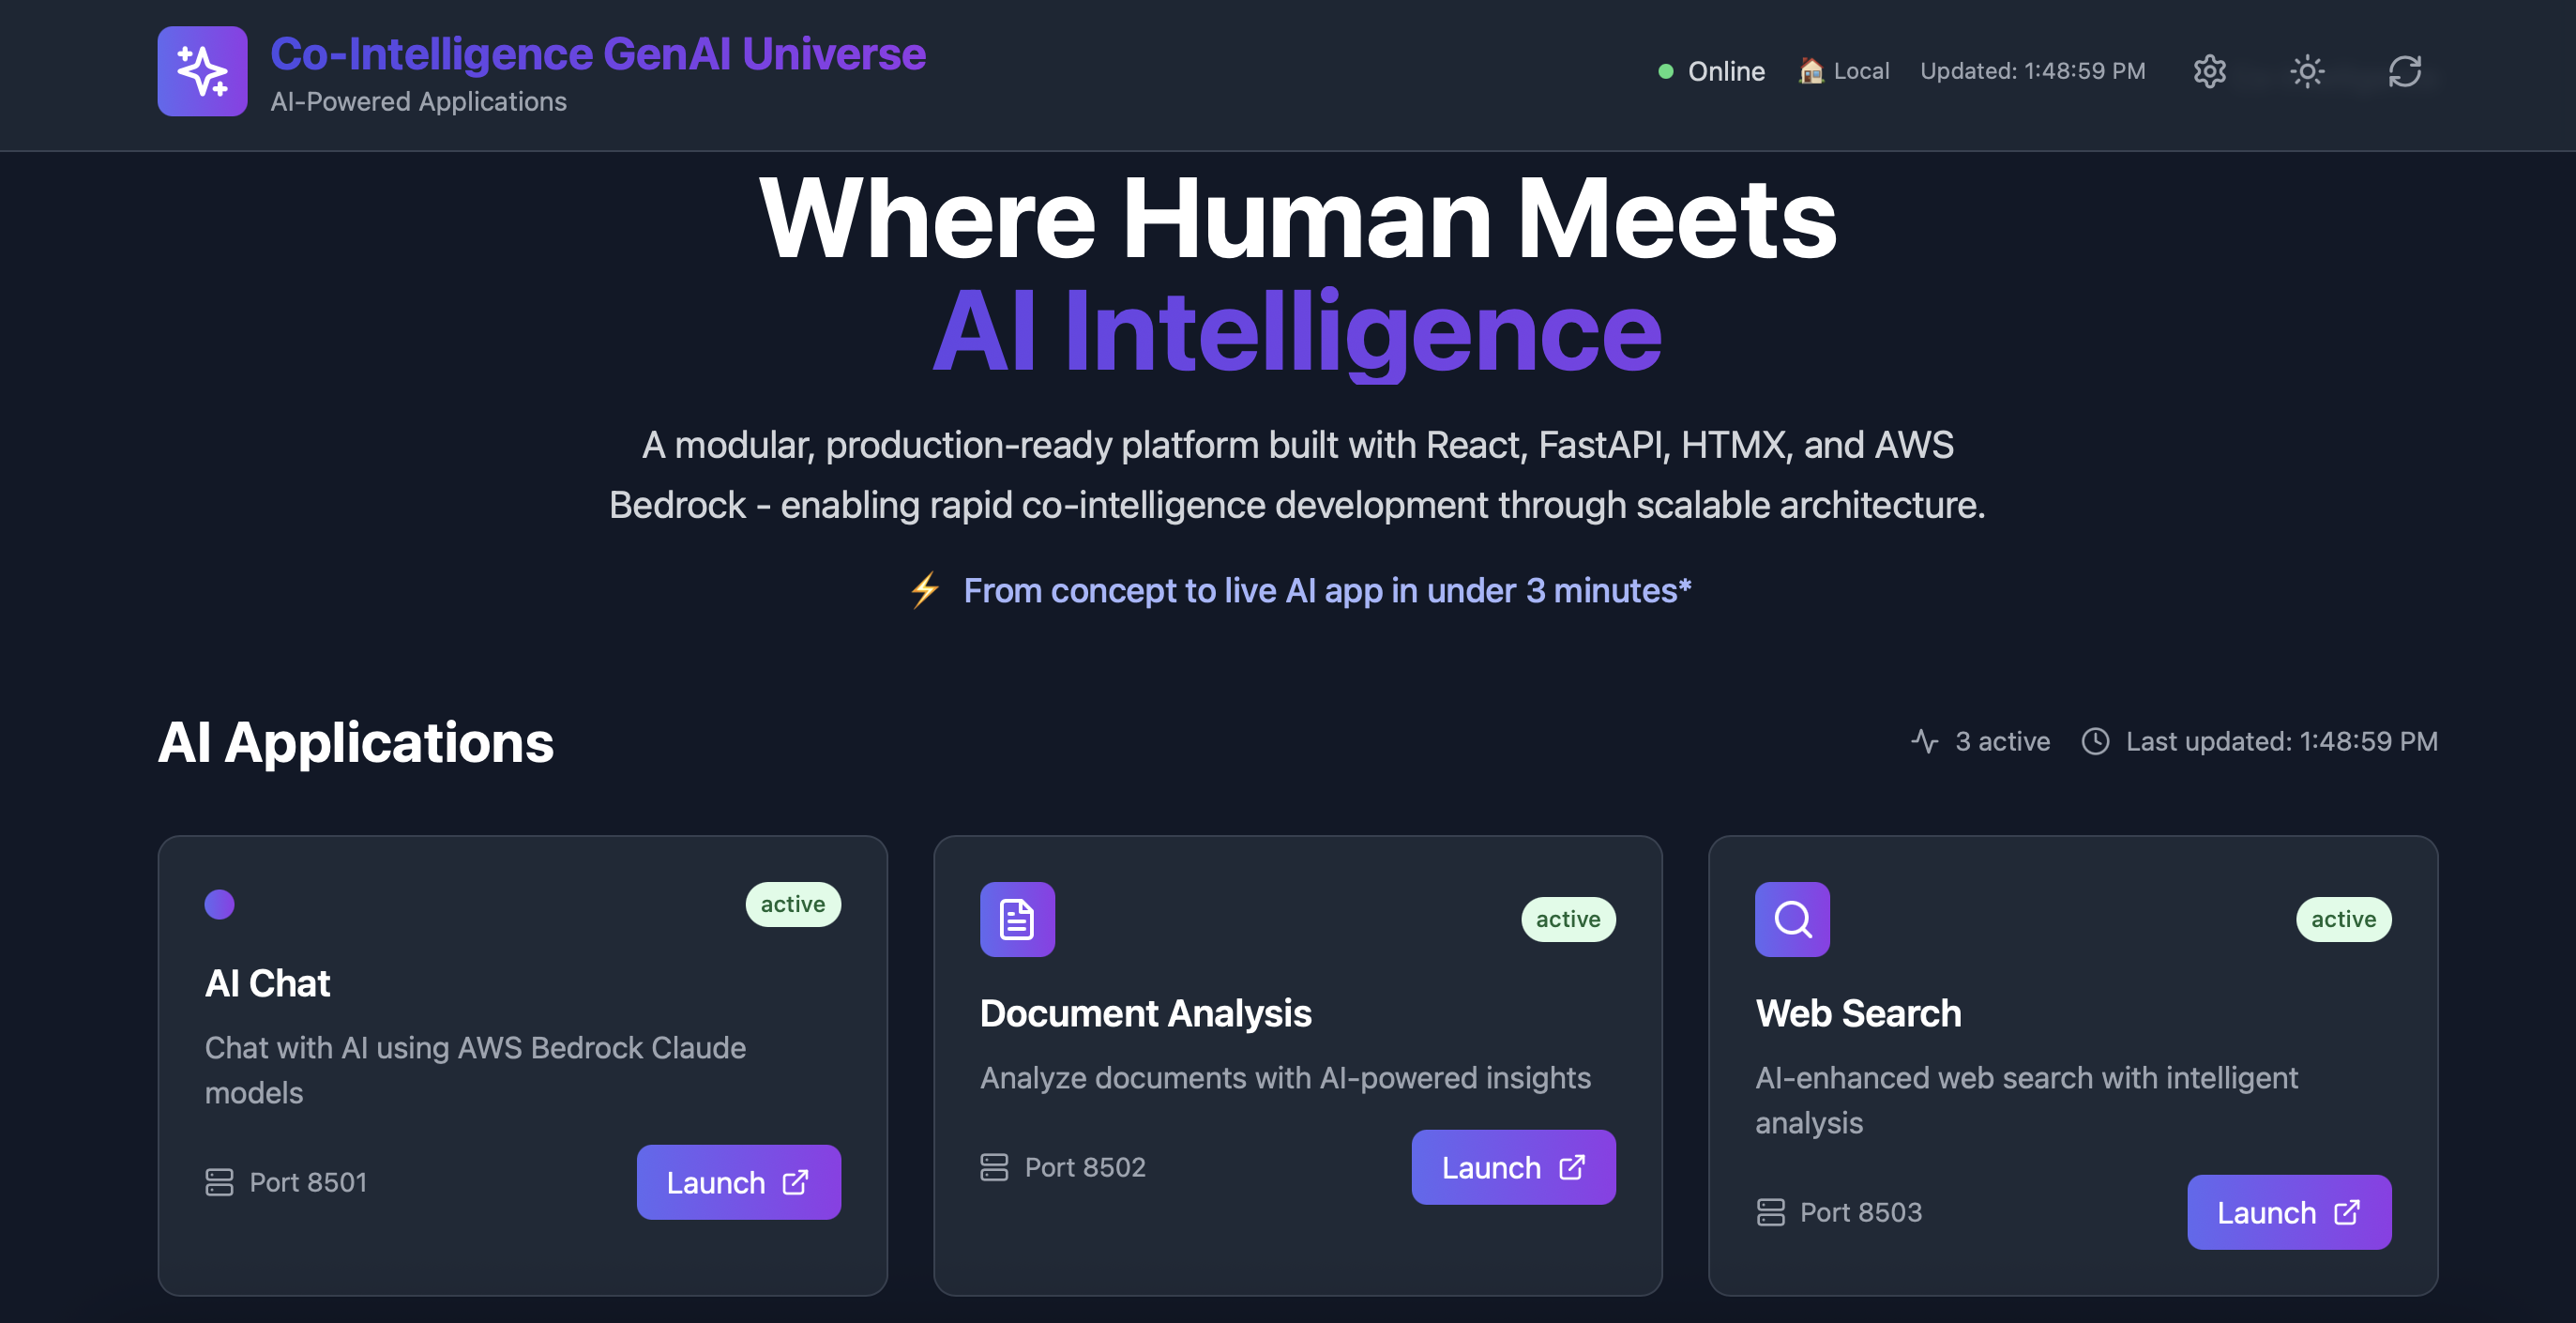 Co-Intelligence GenAI Universe
AI-Powered Applications
Online
🏠 Local
Updated: 1:48:59 PM
Where Human Meets
AI Intelligence
A modular, production-ready platform built with React, FastAPI, HTMX, and AWS
Bedrock - enabling rapid co-intelligence development through scalable architecture.
⚡ From concept to live AI app in under 3 minutes*
AI Applications
3 active
Last updated: 1:48:59 PM
active
AI Chat
Chat with AI using AWS Bedrock Claude
models
Port 8501
Launch
active
Document Analysis
Analyze documents with AI-powered insights
Port 8502
Launch
active
Web Search
AI-enhanced web search with intelligent
analysis
Port 8503
Launch